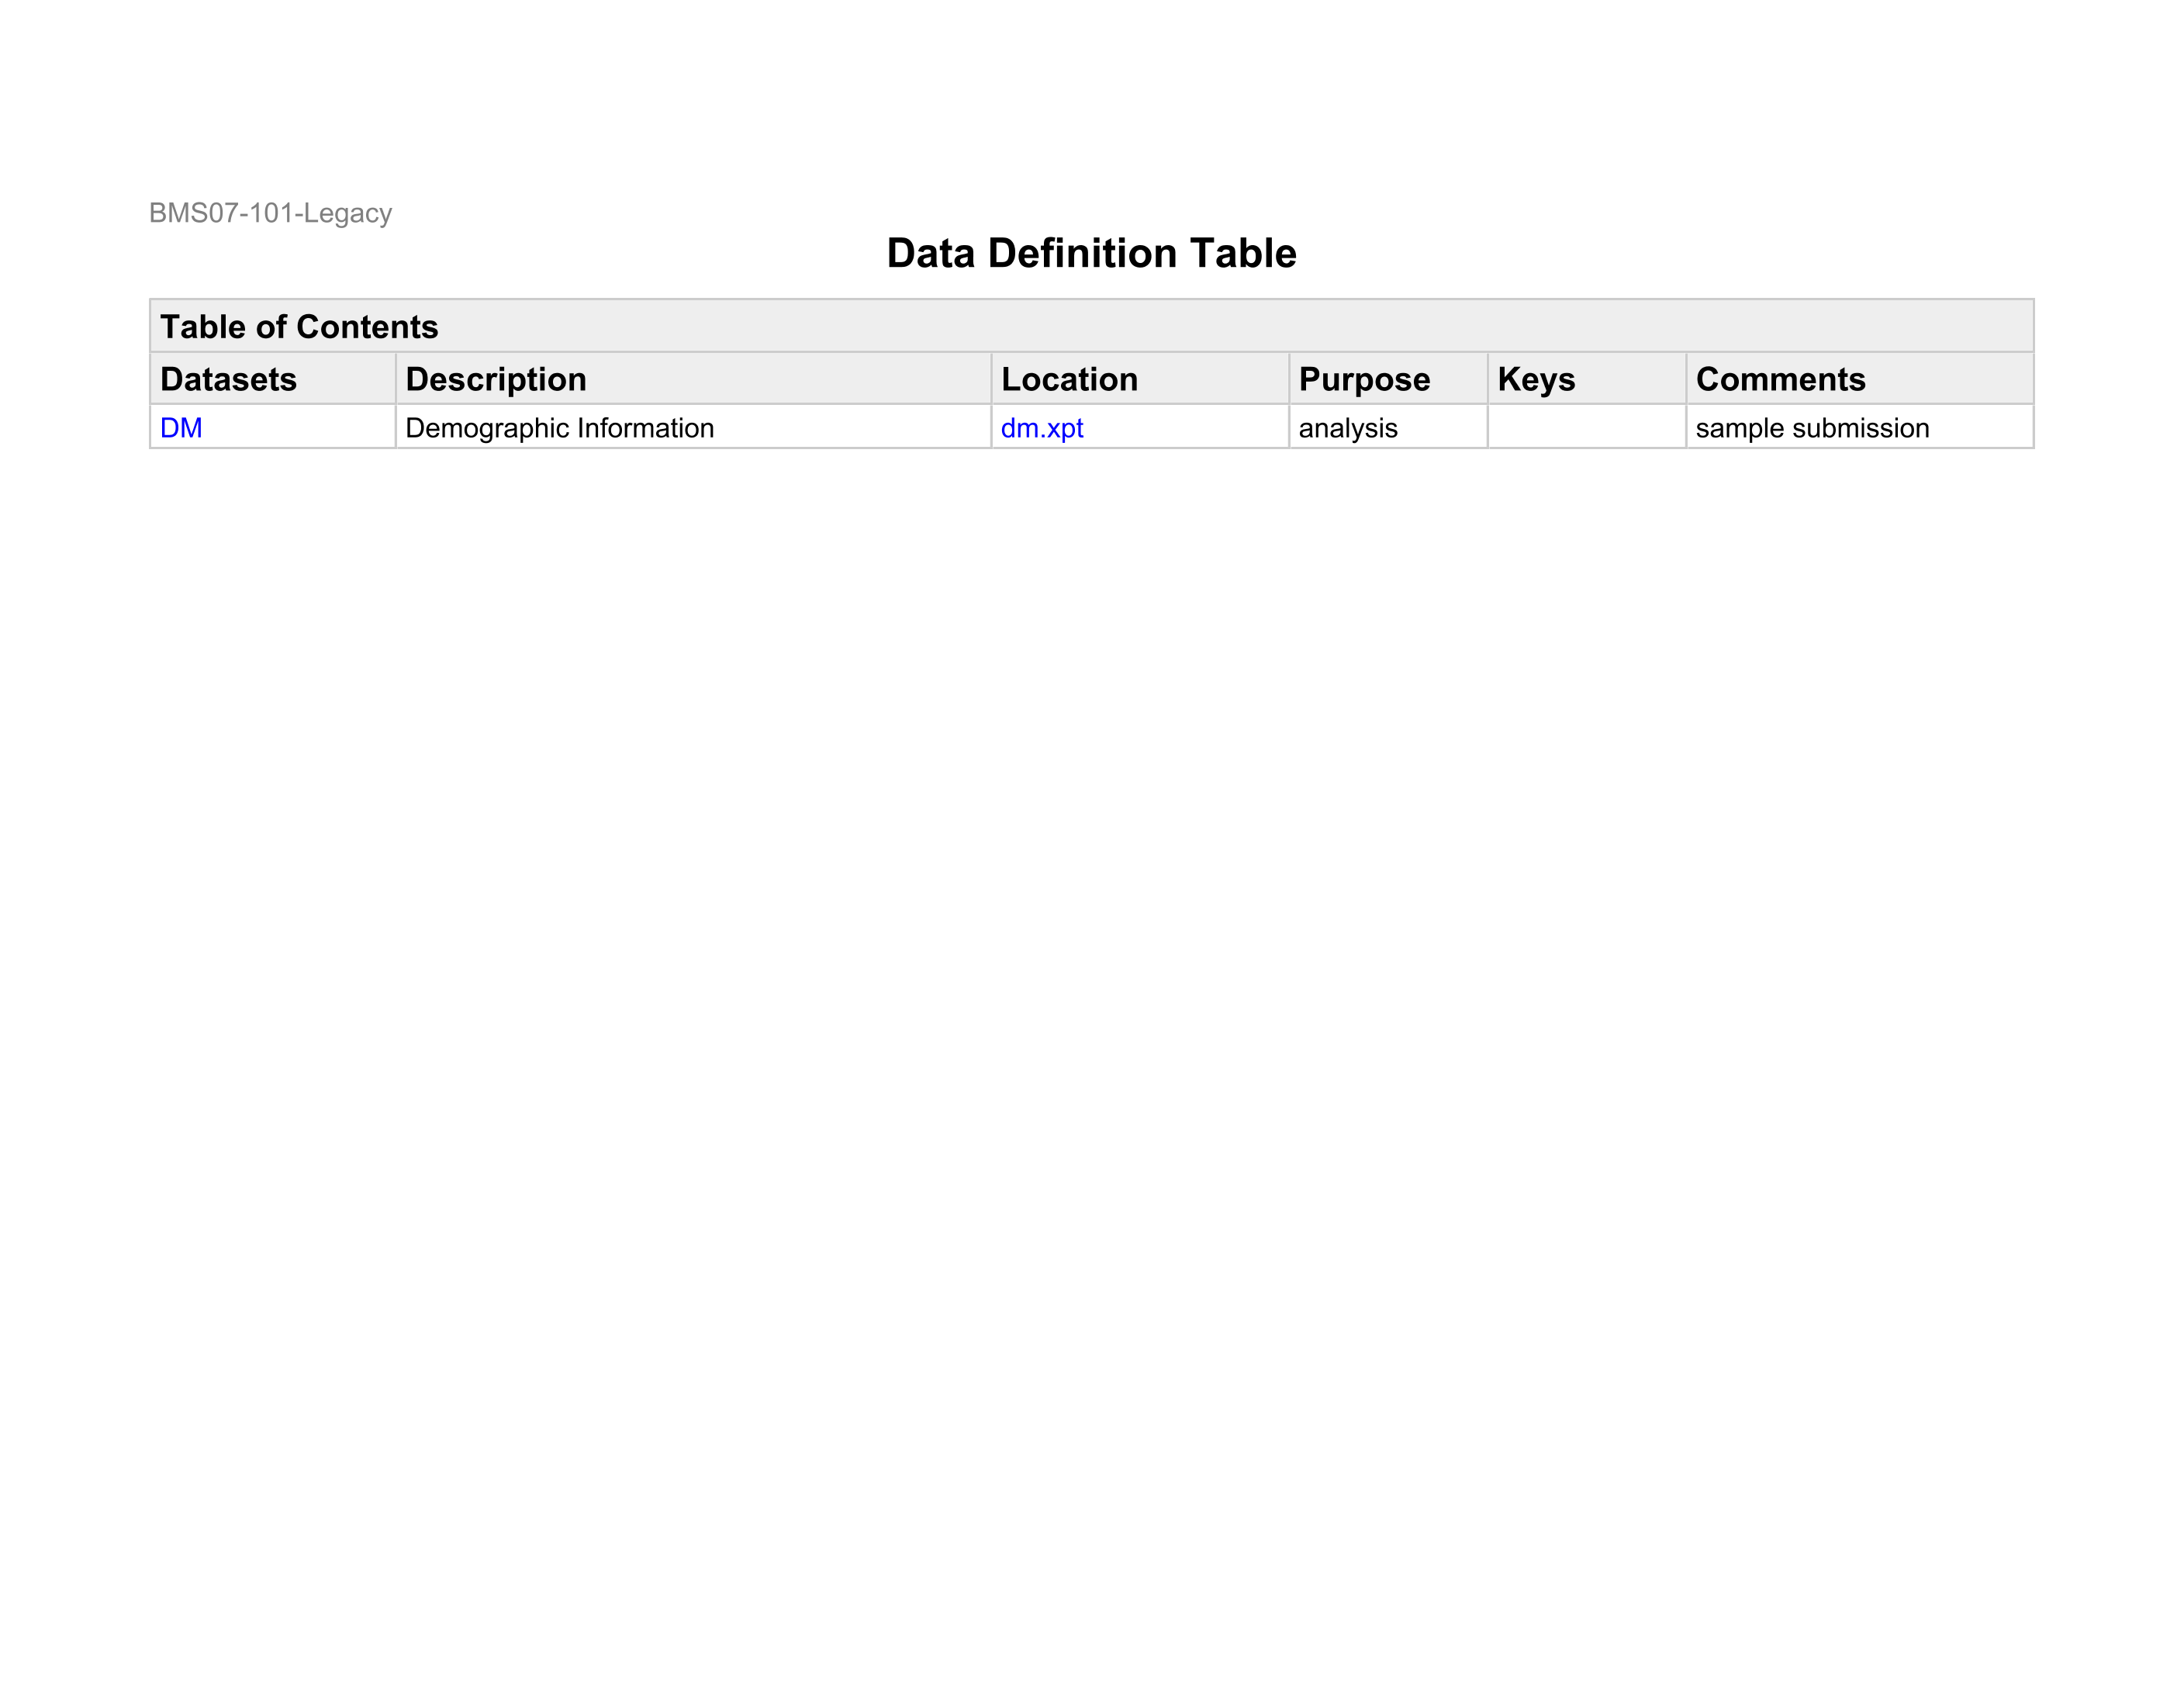 BMS07-101-Legacy
Data Definition Table
Table of Contents
Datasets Description Location Purpose Keys Comments
DM Demographic Information dm.xpt analysis sample submission